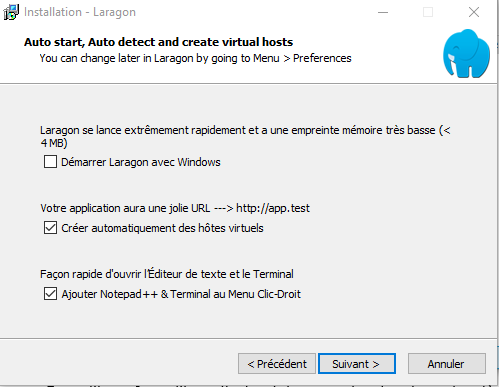 Installation - Laragon
Auto start, Auto detect and create virtual hosts
You can change later in Laragon by going to Menu > Preferences
Laragon se lance extrêmement rapidement et a une empreinte mémoire très basse (<
4 MB)
Démarrer Laragon avec Windows
Votre application aura une jolie URL ---> http://app.test
Créer automatiquement des hôtes virtuels
Façon rapide d'ouvrir l'Éditeur de texte et le Terminal
Ajouter Notepad++ & Terminal au Menu Clic-Droit
< Précédent
Suivant >
Annuler